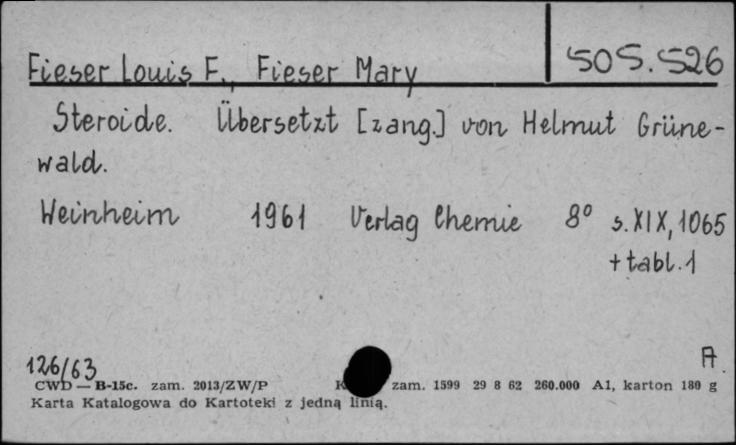 505.526
Fieser Louis F., Fieser Mary
Steroide. Übersetzt [z ang.] von Helmut Grüne-
wald.
Weinheim 1961 Verlag Chemie 8° s. XIX, 1065
+ tabl. 1
126/63 A
CWD — B-15c. zam. 2013/ZW/P zam. 1599 29 8 62 260.000 A1, karton 180 g
Karta Katalogowa do Kartoteki z jedną linią.